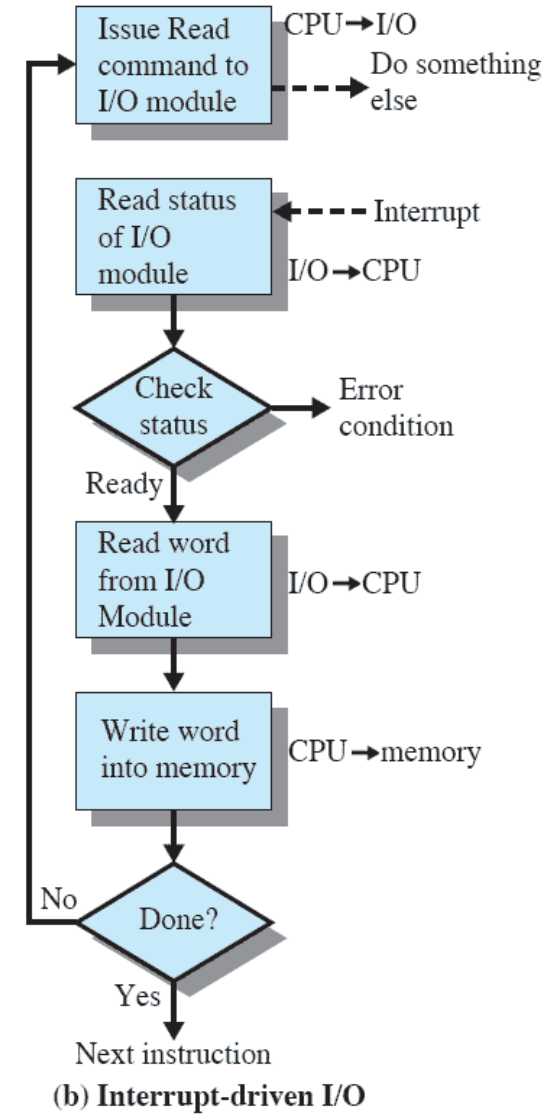 Issue Read
command to
I/O module
CPU→I/O
Do something
else
Read status
of I/O
module
Interrupt
I/O→CPU
Check
status
Error
condition
Ready
Read word
from I/O
Module
I/O→CPU
Write word
into memory
CPU→memory
No
Done?
Yes
Next instruction
(b) Interrupt-driven I/O